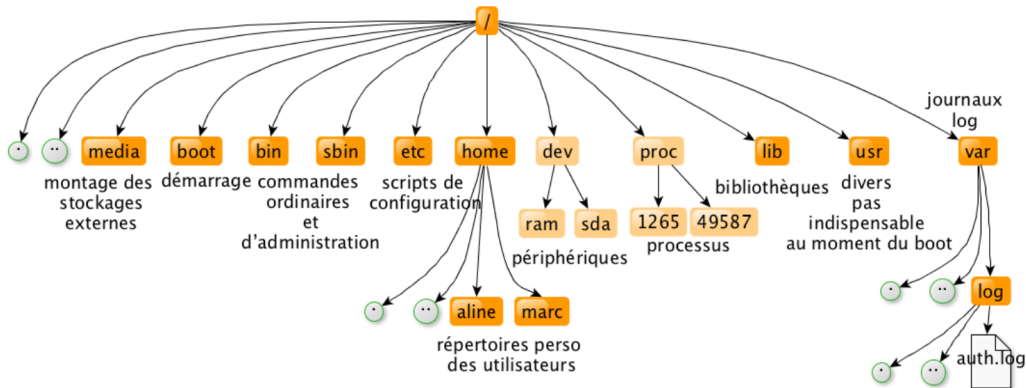 /
journaux
log
.
..
media
boot
bin
sbin
etc
home
dev
proc
lib
usr
var
montage des
stockages
externes
démarrage
commandes
ordinaires
et
d'administration
scripts de
configuration
ram
sda
périphériques
1265
49587
processus
bibliothèques
divers
pas
indispensable
au moment du boot
.
..
log
.
..
aline
marc
répertoires perso
des utilisateurs
.
..
auth.log